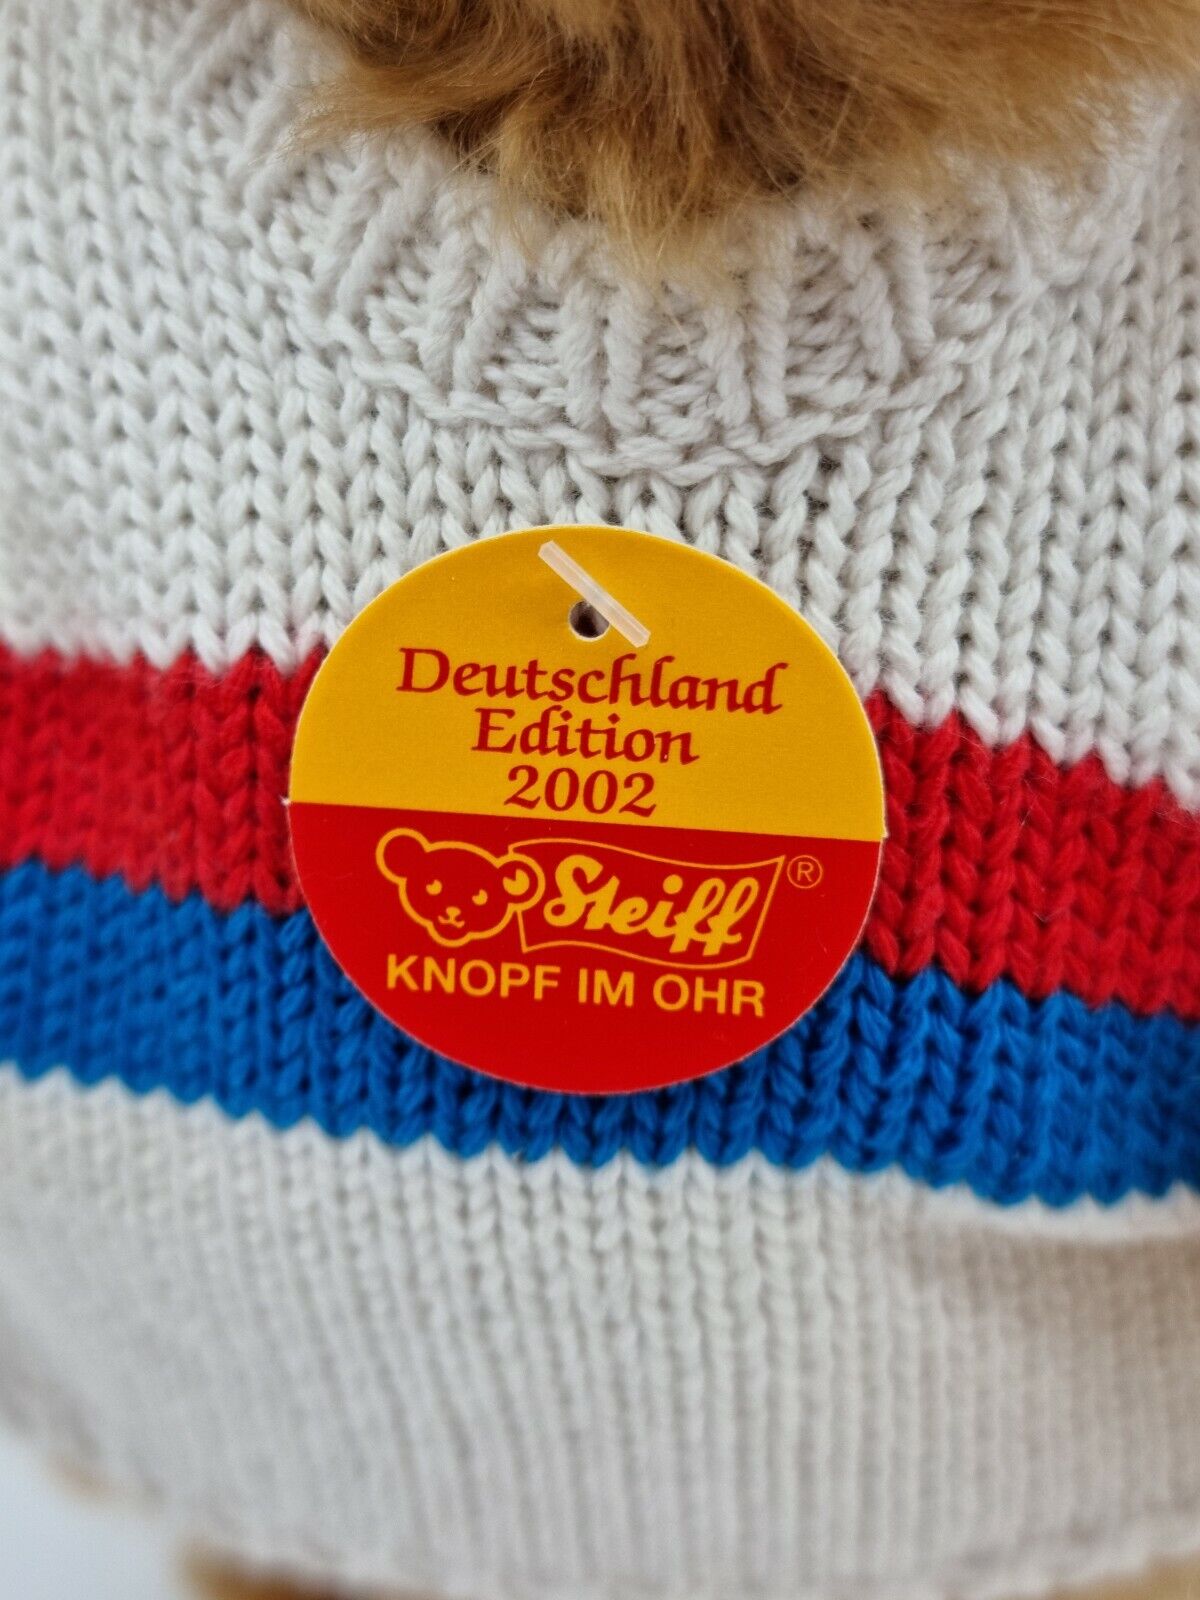 Deutschland
Edition
2002
Steiff®
KNOPF IM OHR